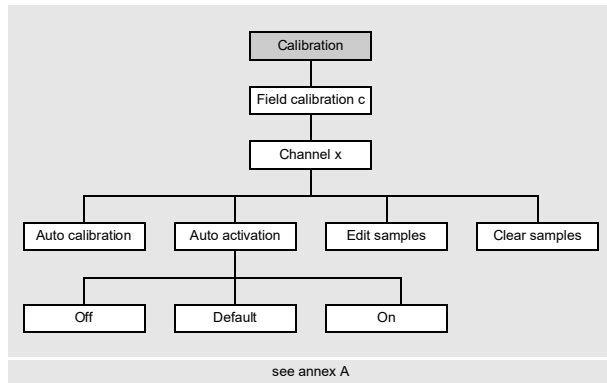 Calibration
Field calibration c
Channel x
Auto calibration
Auto activation
Edit samples
Clear samples
Off
Default
On
see annex A